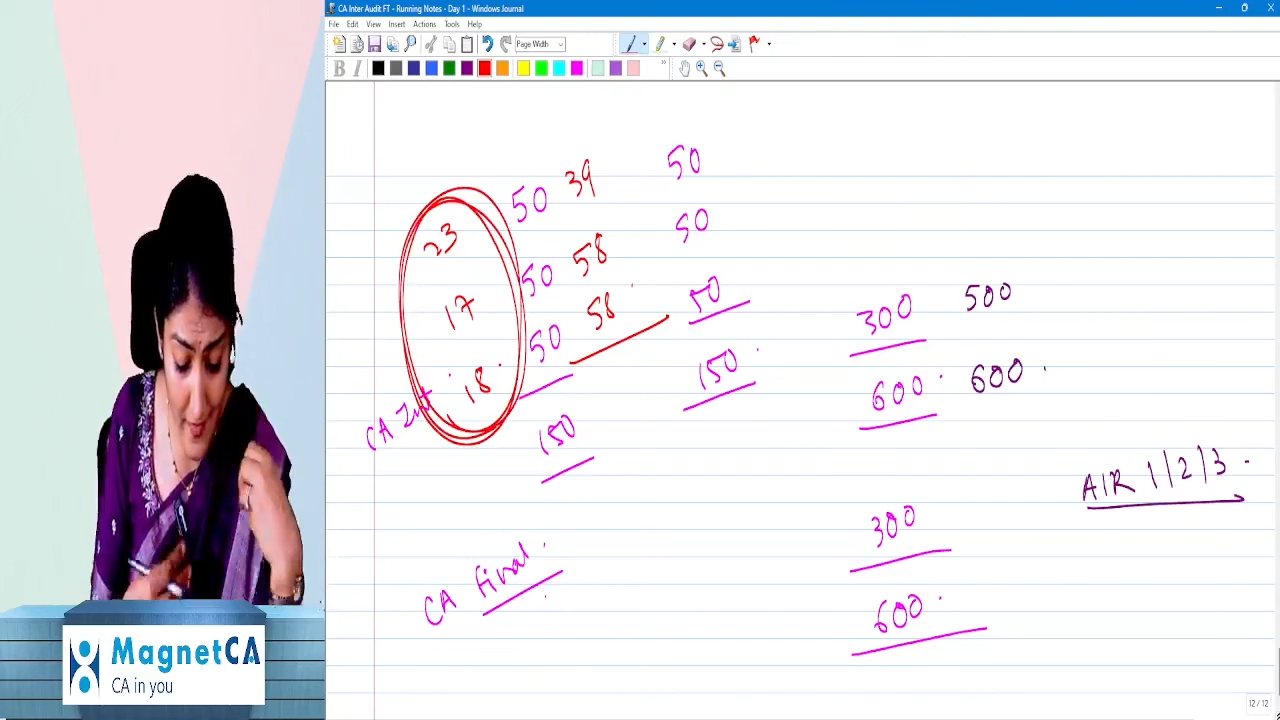 CA Inter Audit FT - Running Notes - Day 1 - Windows Journal
File Edit View Insert Actions Tools Help
Page Width
B I
50 39 50
23 50
50 58
17 58 50
50 300 500
18 150
CA Int 600 600
150
AIR 1/2/3
300
CA Final
600
MagnetCA
CA in you
12 / 12